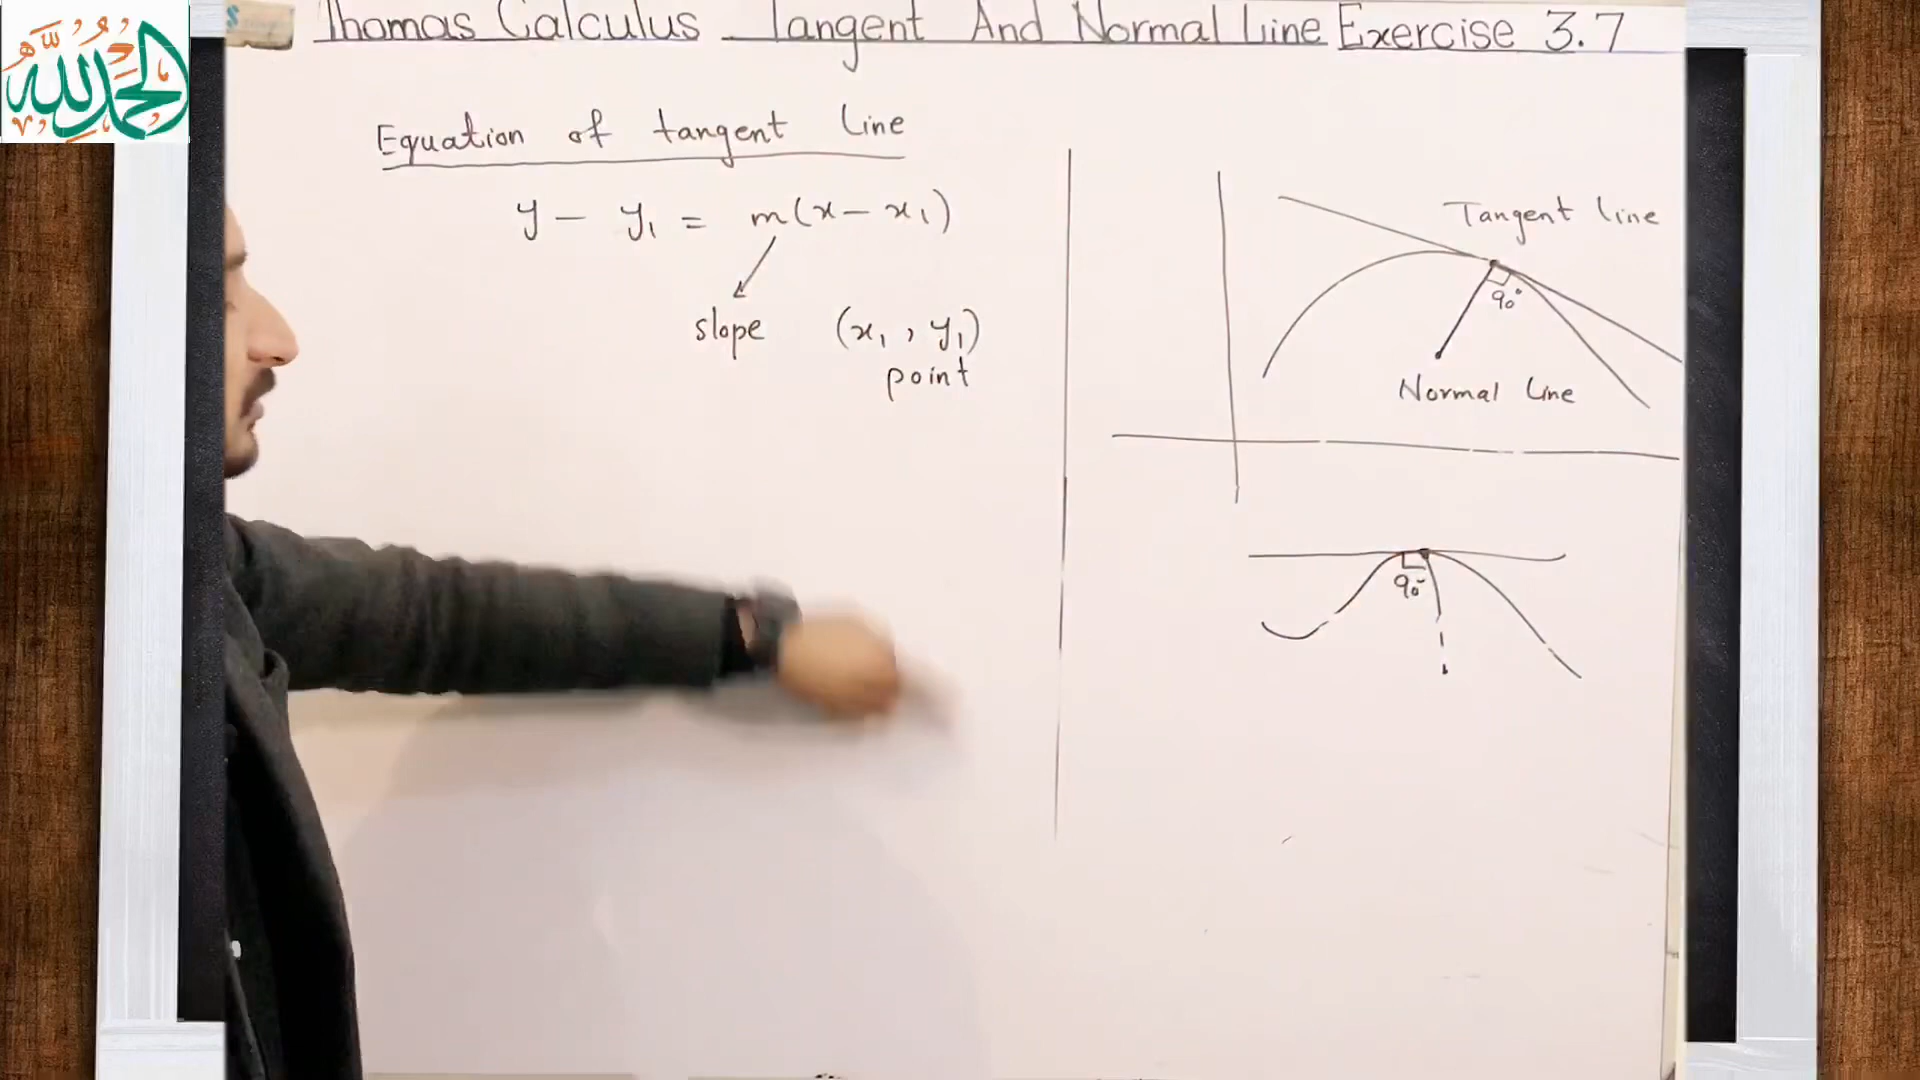 الحمد لله
Thomas Calculus Tangent And Normal Line Exercise 3.7
Equation of tangent line
y - y₁ = m(x - x₁)
slope (x₁, y₁)
point
Tangent line
90°
Normal Line
90°